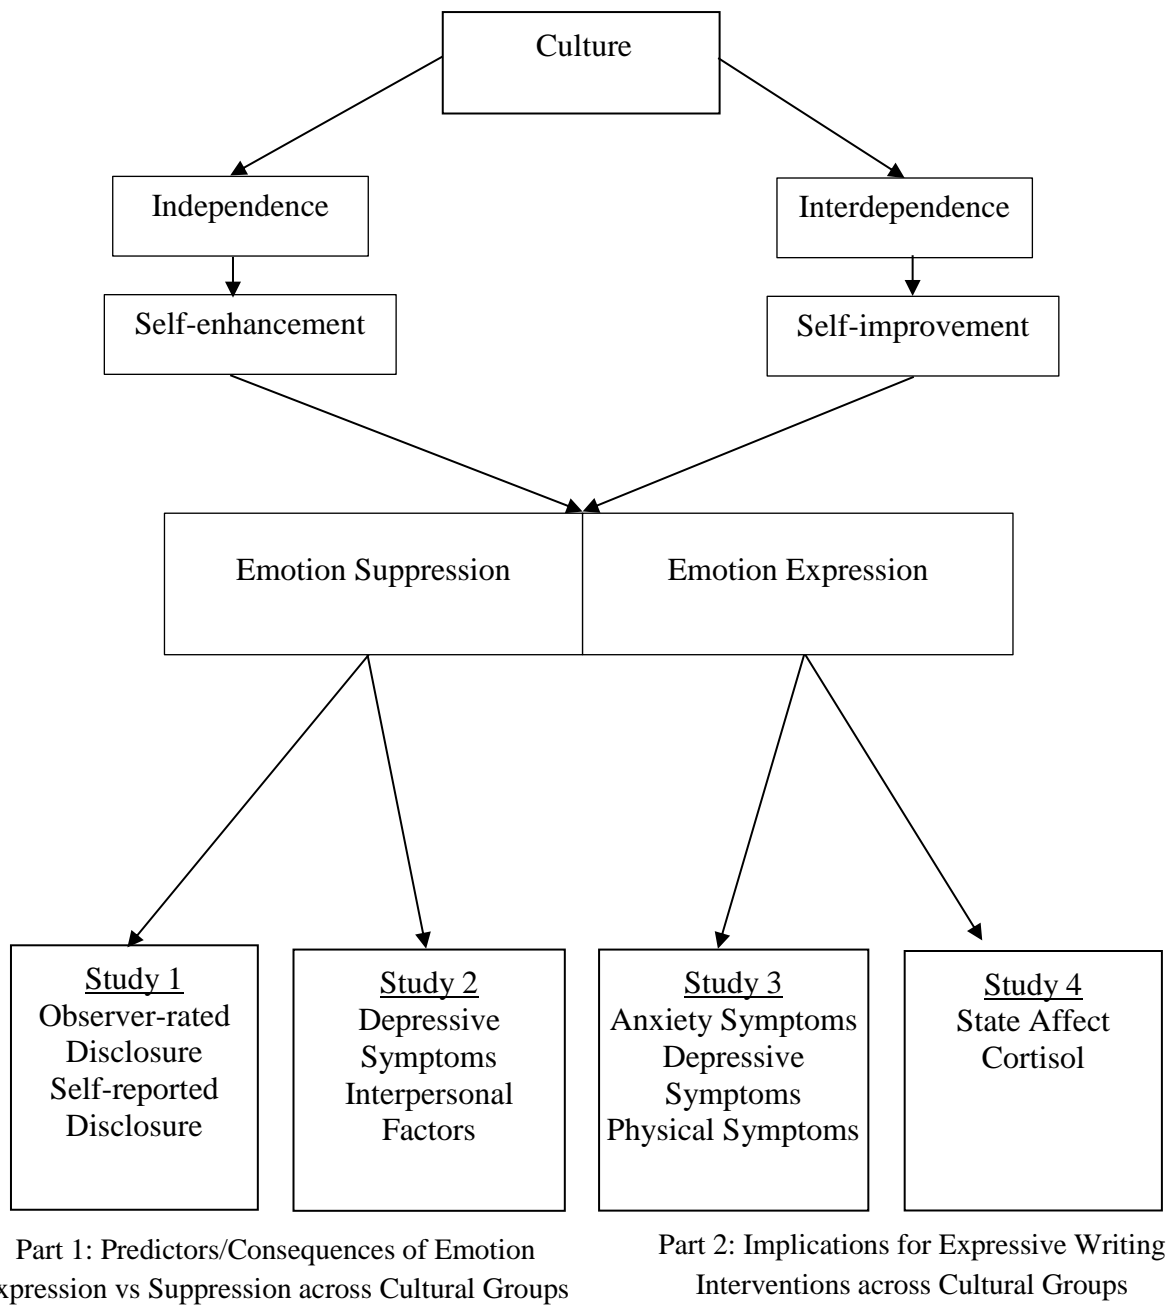 Culture
Independence
Interdependence
Self-enhancement
Self-improvement
Emotion Suppression
Emotion Expression
Study 1
Observer-rated
Disclosure
Self-reported
Disclosure
Study 2
Depressive
Symptoms
Interpersonal
Factors
Study 3
Anxiety Symptoms
Depressive
Symptoms
Physical Symptoms
Study 4
State Affect
Cortisol
Part 1: Predictors/Consequences of Emotion
xpression vs Suppression across Cultural Groups
Part 2: Implications for Expressive Writing
Interventions across Cultural Groups